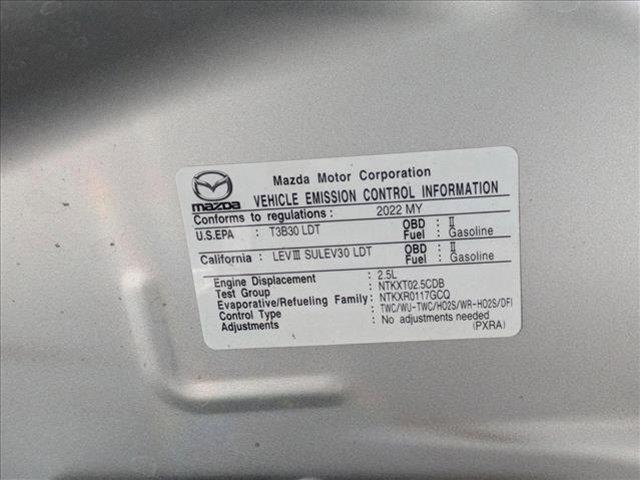 Mazda Motor Corporation
mazda VEHICLE EMISSION CONTROL INFORMATION
Conforms to regulations : 2022 MY
U.S.EPA : T3B30 LDT OBD : II
Fuel : Gasoline
California : LEVⅢ SULEV30 LDT OBD : II
Fuel : Gasoline
Engine Displacement : 2.5L
Test Group : NTKXT02.5CDB
Evaporative/Refueling Family: NTKXR0117GCQ
Control Type : TWC/WU-TWC/HO2S/WR-HO2S/DFI
Adjustments : No adjustments needed
(PXRA)